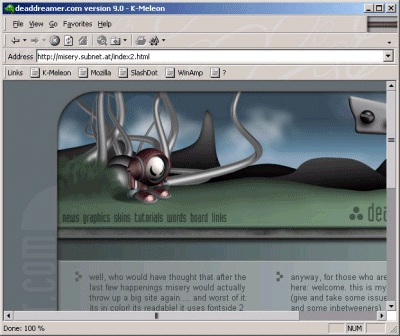 deaddreamer.com version 9.0 - K-Meleon
File View Go Favorites Help
Address http://misery.subnet.at/index2.html
Links K-Meleon Mozilla SlashDot WinAmp ?
news graphics skins tutorials words board links
dea
.com
well, who would have thought that after the
last few happenings misery would actually
throw up a big site again.... and worst of it:
its in color! its readable! it uses fontside 2
anyway, for those who are
here: welcome. this is my
(give and take some issue
and some inbetweeners)
Done: 100 %
NUM